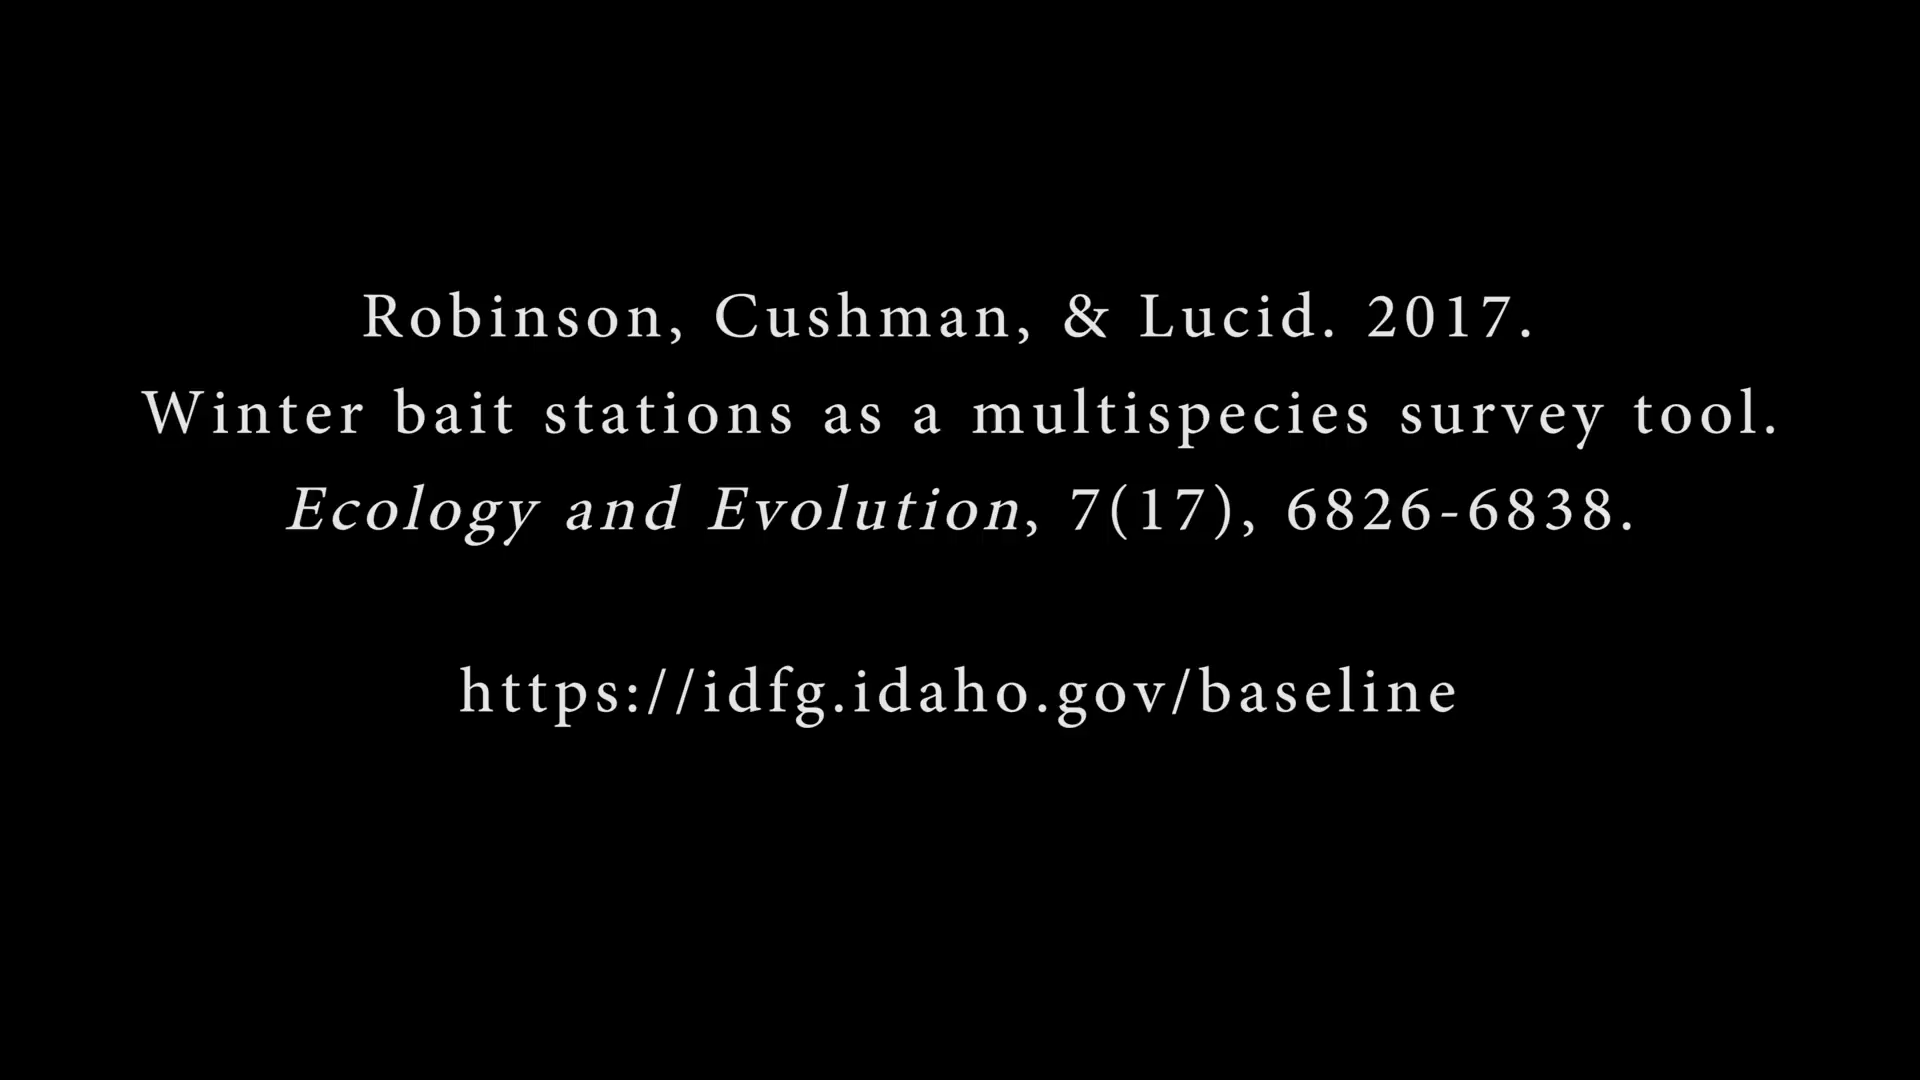 Robinson, Cushman, & Lucid. 2017.
Winter bait stations as a multispecies survey tool.
Ecology and Evolution, 7(17), 6826-6838.
https://idfg.idaho.gov/baseline